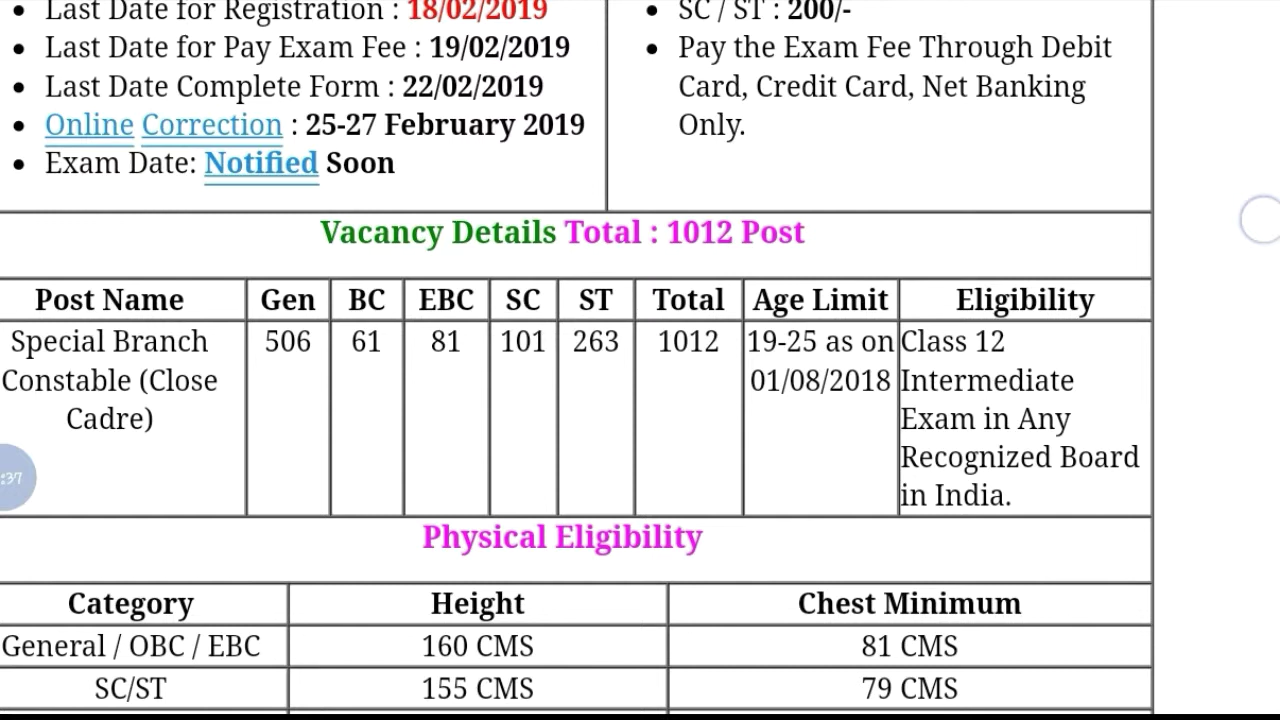 Last Date for Registration : 18/02/2019
Last Date for Pay Exam Fee : 19/02/2019
Last Date Complete Form : 22/02/2019
Online Correction : 25-27 February 2019
Exam Date: Notified Soon
SC / ST : 200/-
Pay the Exam Fee Through Debit
Card, Credit Card, Net Banking
Only.
Vacancy Details Total : 1012 Post
Post Name Gen BC EBC SC ST Total Age Limit Eligibility
Special Branch 506 61 81 101 263 1012 19-25 as on Class 12
Constable (Close 01/08/2018 Intermediate
Cadre) Exam in Any
Recognized Board
:37
in India.
Physical Eligibility
Category Height Chest Minimum
General / OBC / EBC 160 CMS 81 CMS
SC/ST 155 CMS 79 CMS